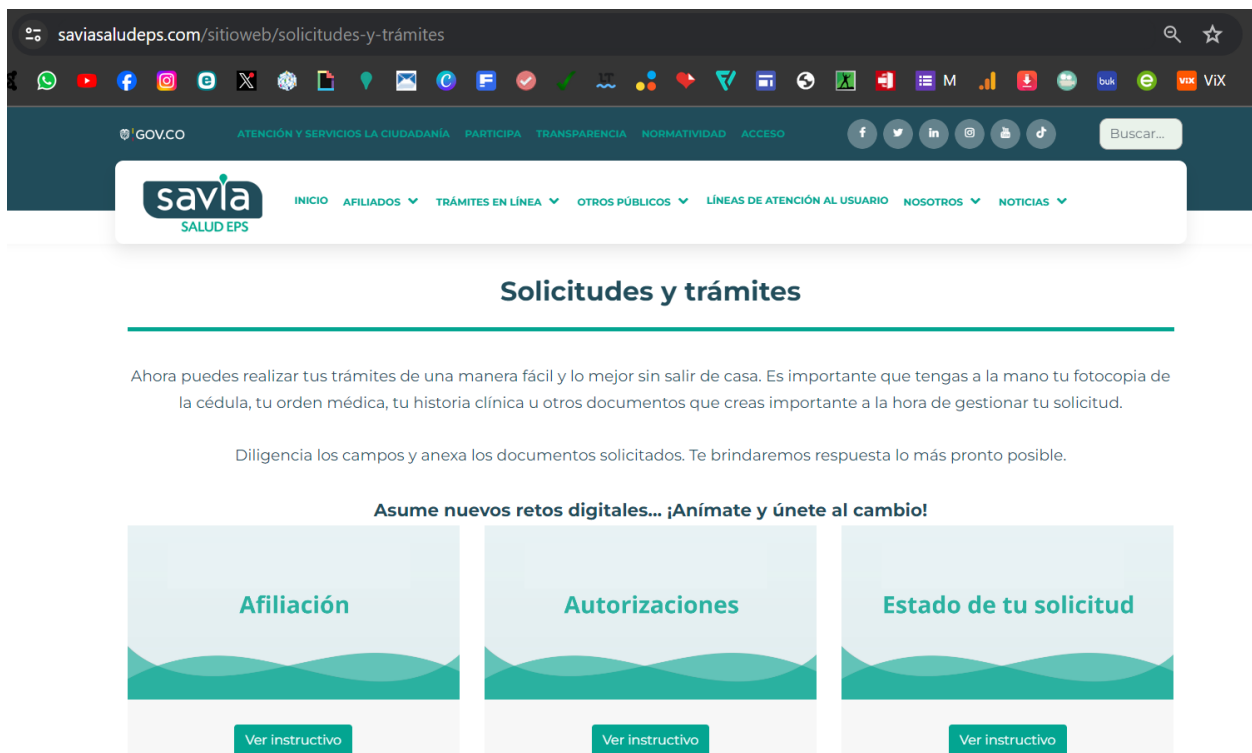 saviasaludeps.com/sitioweb/solicitudes-y-trámites
M
buk
ViX
ViX
GOV.CO
ATENCIÓN Y SERVICIOS LA CIUDADANÍA PARTICIPA TRANSPARENCIA NORMATIVIDAD ACCESO
Buscar...
savia
SALUD EPS
INICIO AFILIADOS TRÁMITES EN LÍNEA OTROS PÚBLICOS LÍNEAS DE ATENCIÓN AL USUARIO NOSOTROS NOTICIAS
Solicitudes y trámites
Ahora puedes realizar tus trámites de una manera fácil y lo mejor sin salir de casa. Es importante que tengas a la mano tu fotocopia de
la cédula, tu orden médica, tu historia clínica u otros documentos que creas importante a la hora de gestionar tu solicitud.
Diligencia los campos y anexa los documentos solicitados. Te brindaremos respuesta lo más pronto posible.
Asume nuevos retos digitales... ¡Anímate y únete al cambio!
Afiliación
Autorizaciones
Estado de tu solicitud
Ver instructivo
Ver instructivo
Ver instructivo